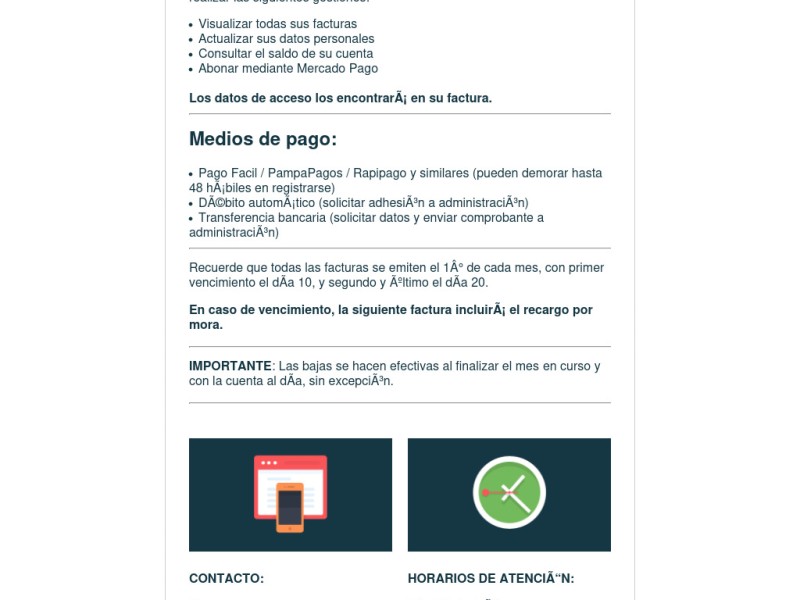 • Visualizar todas sus facturas
• Actualizar sus datos personales
• Consultar el saldo de su cuenta
• Abonar mediante Mercado Pago
Los datos de acceso los encontrarÃ¡ en su factura.
Medios de pago:
• Pago Facil / PampaPagos / Rapipago y similares (pueden demorar hasta
48 hÃ¡biles en registrarse)
• DÃ©bito automÃ¡tico (solicitar adhesiÃ³n a administraciÃ³n)
• Transferencia bancaria (solicitar datos y enviar comprobante a
administraciÃ³n)
Recuerde que todas las facturas se emiten el 1Âº de cada mes, con primer
vencimiento el dÃa 10, y segundo y Ãºltimo el dÃa 20.
En caso de vencimiento, la siguiente factura incluirÃ¡ el recargo por
mora.
IMPORTANTE: Las bajas se hacen efectivas al finalizar el mes en curso y
con la cuenta al dÃa, sin excepciÃ³n.
CONTACTO:
HORARIOS DE ATENCIÃ“N: